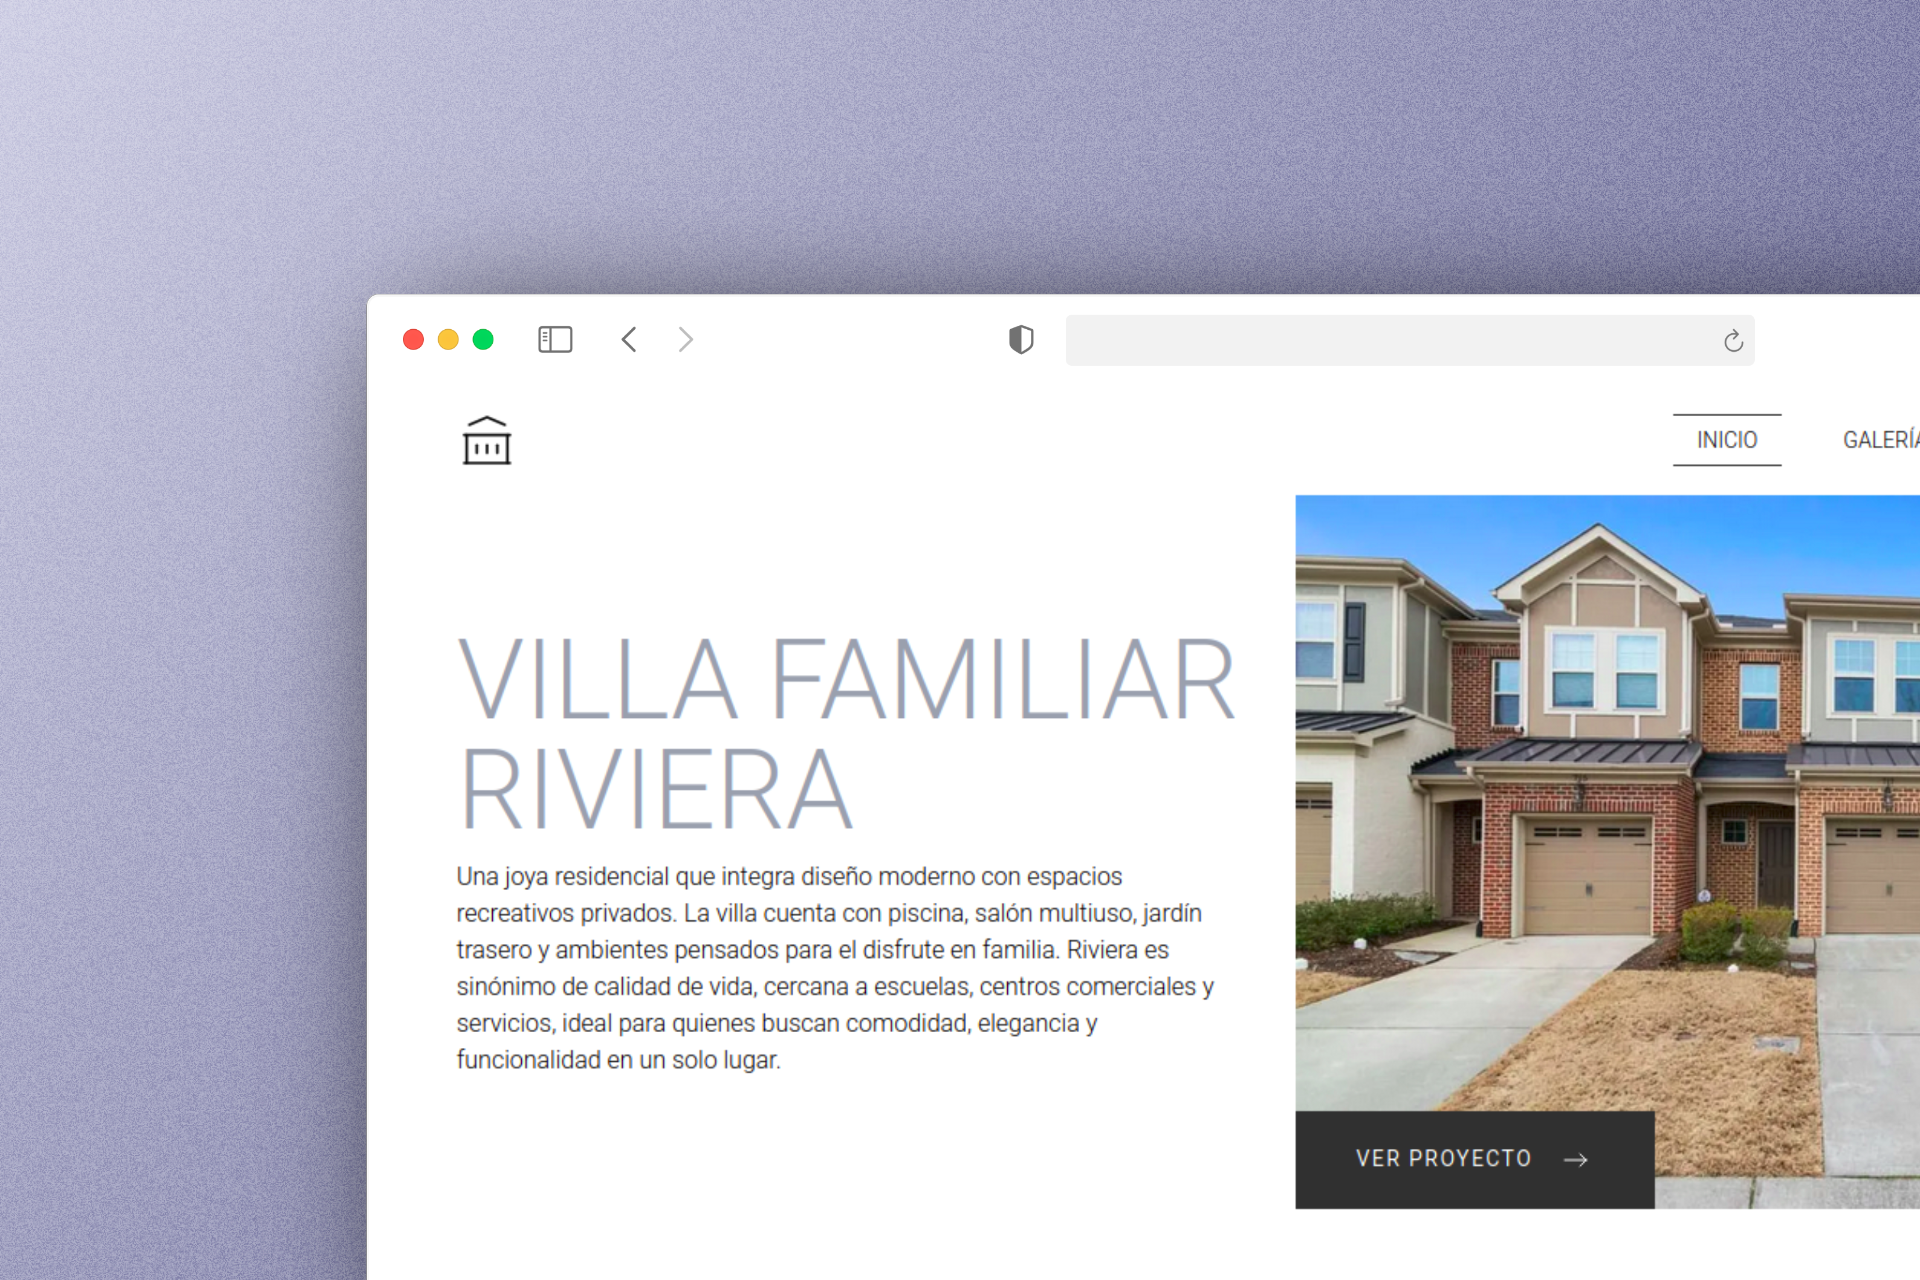 INICIO
GALERÍA
VILLA FAMILIAR
RIVIERA
Una joya residencial que integra diseño moderno con espacios
recreativos privados. La villa cuenta con piscina, salón multiuso, jardín
trasero y ambientes pensados para el disfrute en familia. Riviera es
sinónimo de calidad de vida, cercana a escuelas, centros comerciales y
servicios, ideal para quienes buscan comodidad, elegancia y
funcionalidad en un solo lugar.
VER PROYECTO